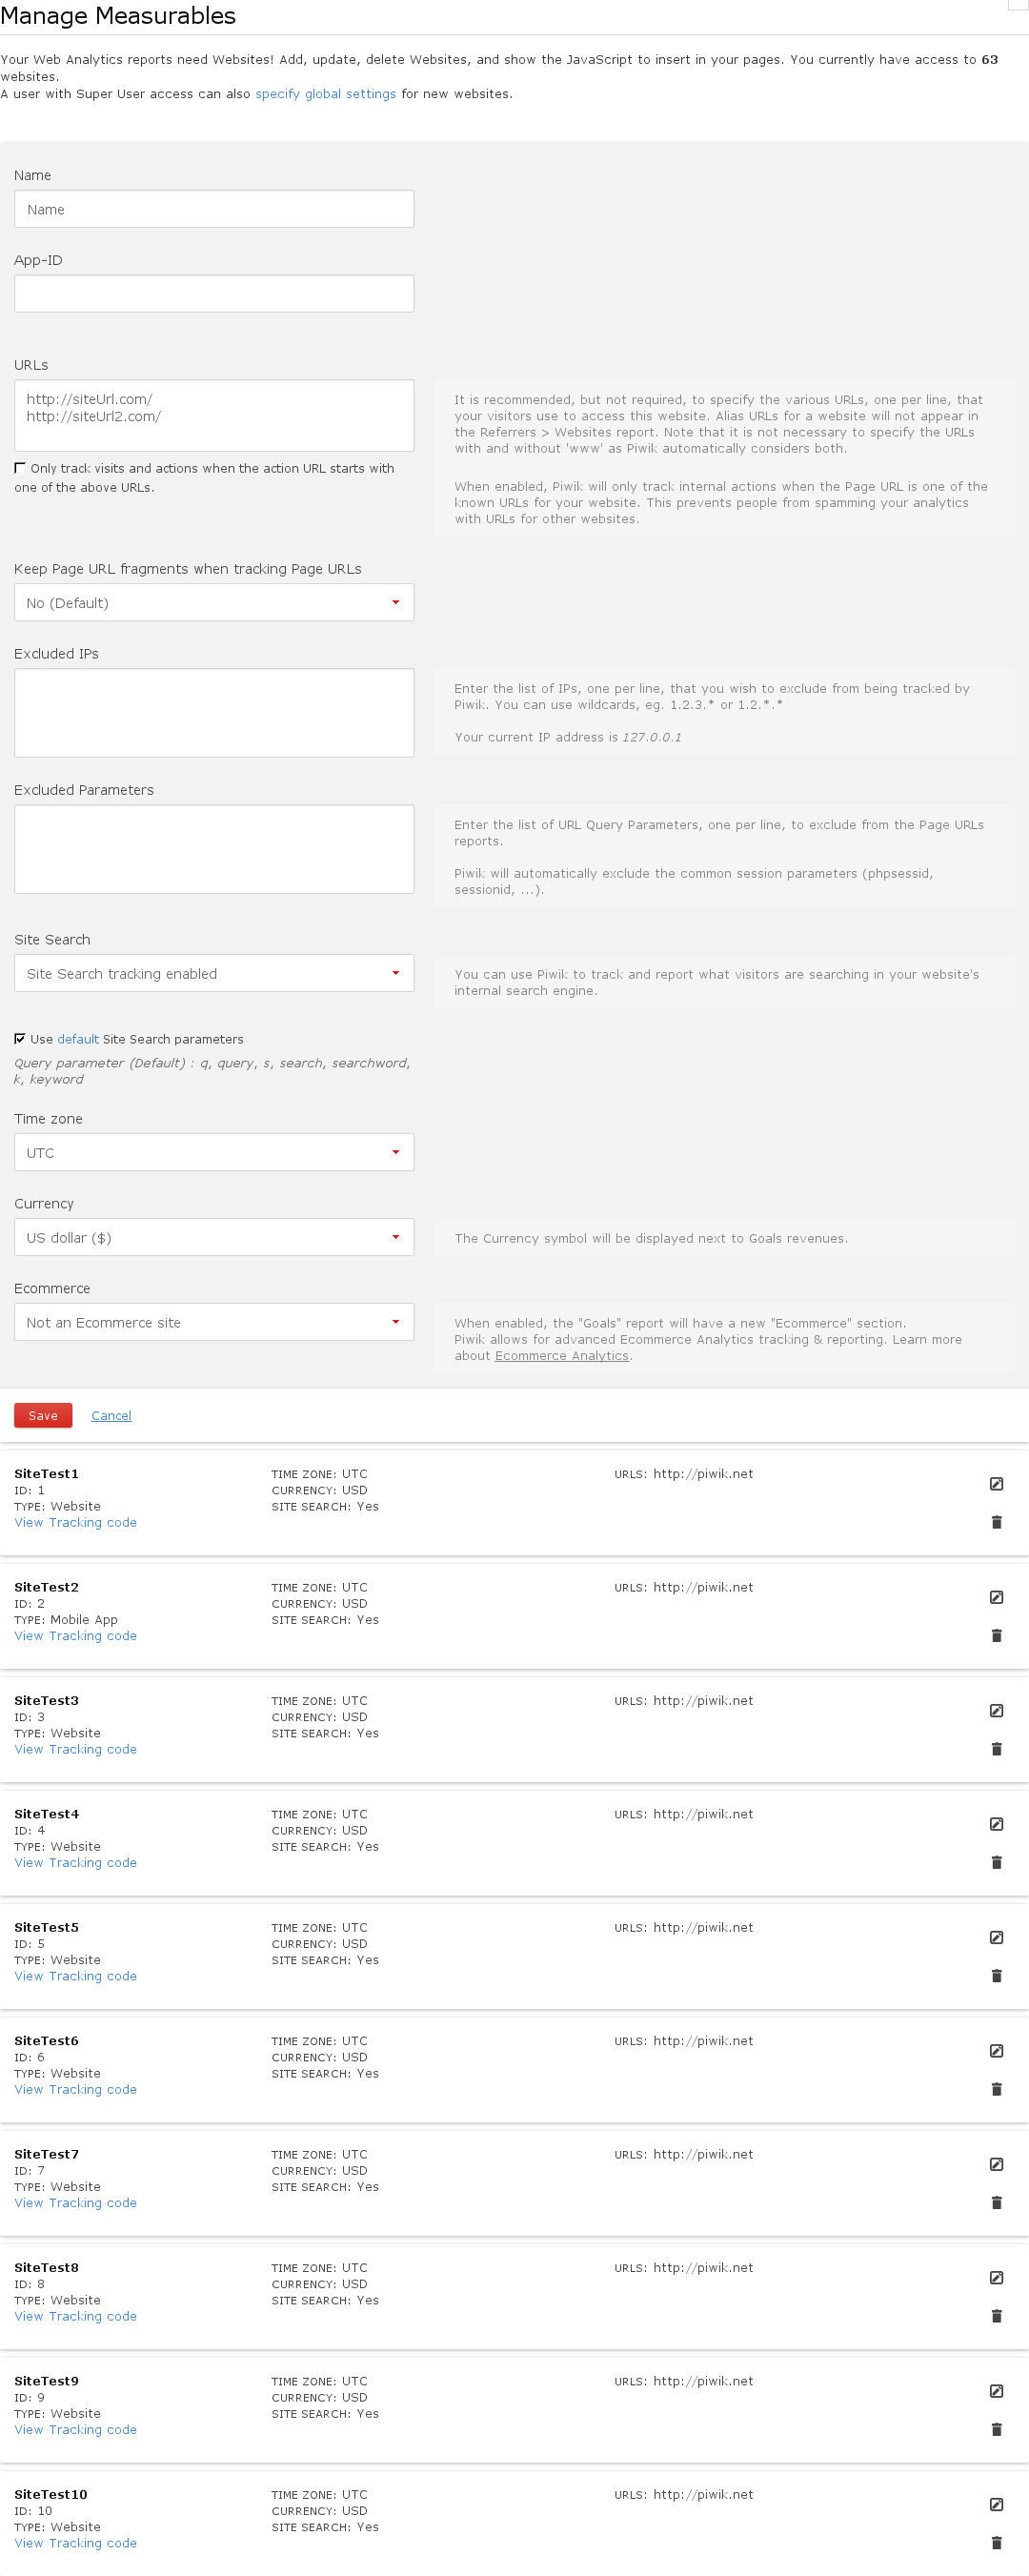 Manage Measurables
Your Web Analytics reports need Websites! Add, update, delete Websites, and show the JavaScript to insert in your pages. You currently have access to 63
websites.
A user with Super User access can also specify global settings for new websites.
Name
Name
App-ID
URLs
http://siteUrl.com/
http://siteUrl2.com/
It is recommended, but not required, to specify the various URLs, one per line, that
your visitors use to access this website. Alias URLs for a website will not appear in
the Referrers > Websites report. Note that it is not necessary to specify the URLs
with and without 'www' as Piwik automatically considers both.
Only track visits and actions when the action URL starts with
one of the above URLs.
When enabled, Piwik will only track internal actions when the Page URL is one of the
known URLs for your website. This prevents people from spamming your analytics
with URLs for other websites.
Keep Page URL fragments when tracking Page URLs
No (Default)
Excluded IPs
Enter the list of IPs, one per line, that you wish to exclude from being tracked by
Piwik. You can use wildcards, eg. 1.2.3.* or 1.2.*.*
Your current IP address is 127.0.0.1
Excluded Parameters
Enter the list of URL Query Parameters, one per line, to exclude from the Page URLs
reports.
Piwik will automatically exclude the common session parameters (phpsessid,
sessionid, ...).
Site Search
Site Search tracking enabled
You can use Piwik to track and report what visitors are searching in your website's
internal search engine.
Use default Site Search parameters
Query parameter (Default) : q, query, s, search, searchword,
k, keyword
Time zone
UTC
Currency
US dollar ($)
The Currency symbol will be displayed next to Goals revenues.
Ecommerce
Not an Ecommerce site
When enabled, the "Goals" report will have a new "Ecommerce" section.
Piwik allows for advanced Ecommerce Analytics tracking & reporting. Learn more
about Ecommerce Analytics.
Save Cancel
SiteTest1 TIME ZONE: UTC URLS: http://piwik.net
ID: 1 CURRENCY: USD
TYPE: Website SITE SEARCH: Yes
View Tracking code
SiteTest2 TIME ZONE: UTC URLS: http://piwik.net
ID: 2 CURRENCY: USD
TYPE: Mobile App SITE SEARCH: Yes
View Tracking code
SiteTest3 TIME ZONE: UTC URLS: http://piwik.net
ID: 3 CURRENCY: USD
TYPE: Website SITE SEARCH: Yes
View Tracking code
SiteTest4 TIME ZONE: UTC URLS: http://piwik.net
ID: 4 CURRENCY: USD
TYPE: Website SITE SEARCH: Yes
View Tracking code
SiteTest5 TIME ZONE: UTC URLS: http://piwik.net
ID: 5 CURRENCY: USD
TYPE: Website SITE SEARCH: Yes
View Tracking code
SiteTest6 TIME ZONE: UTC URLS: http://piwik.net
ID: 6 CURRENCY: USD
TYPE: Website SITE SEARCH: Yes
View Tracking code
SiteTest7 TIME ZONE: UTC URLS: http://piwik.net
ID: 7 CURRENCY: USD
TYPE: Website SITE SEARCH: Yes
View Tracking code
SiteTest8 TIME ZONE: UTC URLS: http://piwik.net
ID: 8 CURRENCY: USD
TYPE: Website SITE SEARCH: Yes
View Tracking code
SiteTest9 TIME ZONE: UTC URLS: http://piwik.net
ID: 9 CURRENCY: USD
TYPE: Website SITE SEARCH: Yes
View Tracking code
SiteTest10 TIME ZONE: UTC URLS: http://piwik.net
ID: 10 CURRENCY: USD
TYPE: Website SITE SEARCH: Yes
View Tracking code